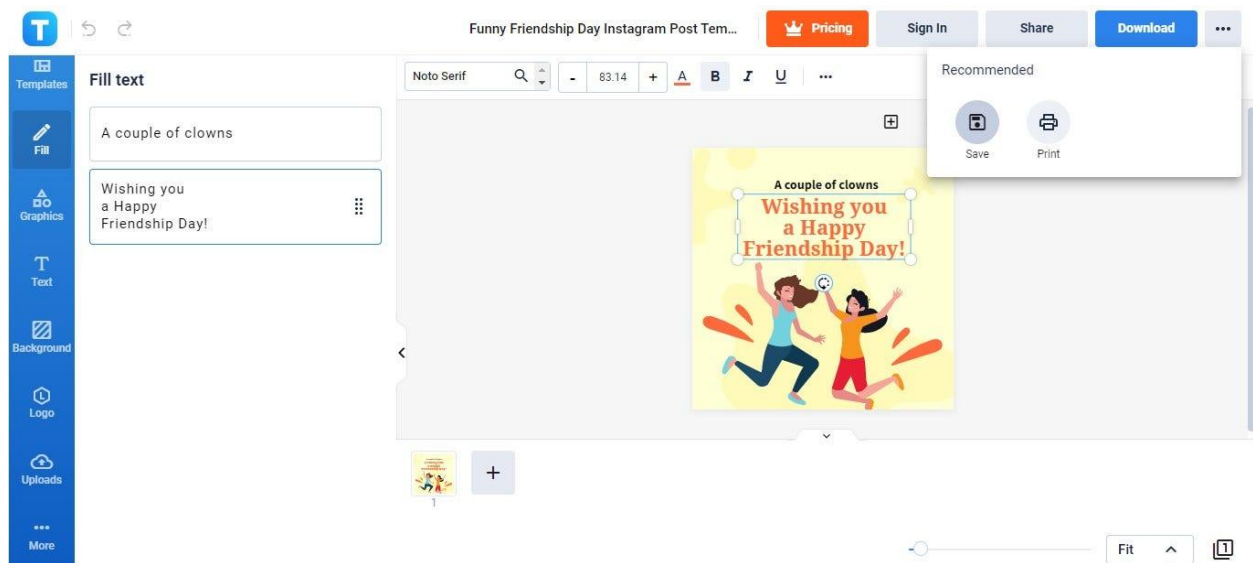 T
Funny Friendship Day Instagram Post Tem...
Pricing
Sign In
Share
Download
Templates
Fill
Graphics
Text
Background
Logo
Uploads
More
Fill text
A couple of clowns
Wishing you
a Happy
Friendship Day!
Noto Serif
- 83.14 +
A B I U
Recommended
Save
Print
A couple of clowns
Wishing you
a Happy
Friendship Day!
1
+
Fit
1